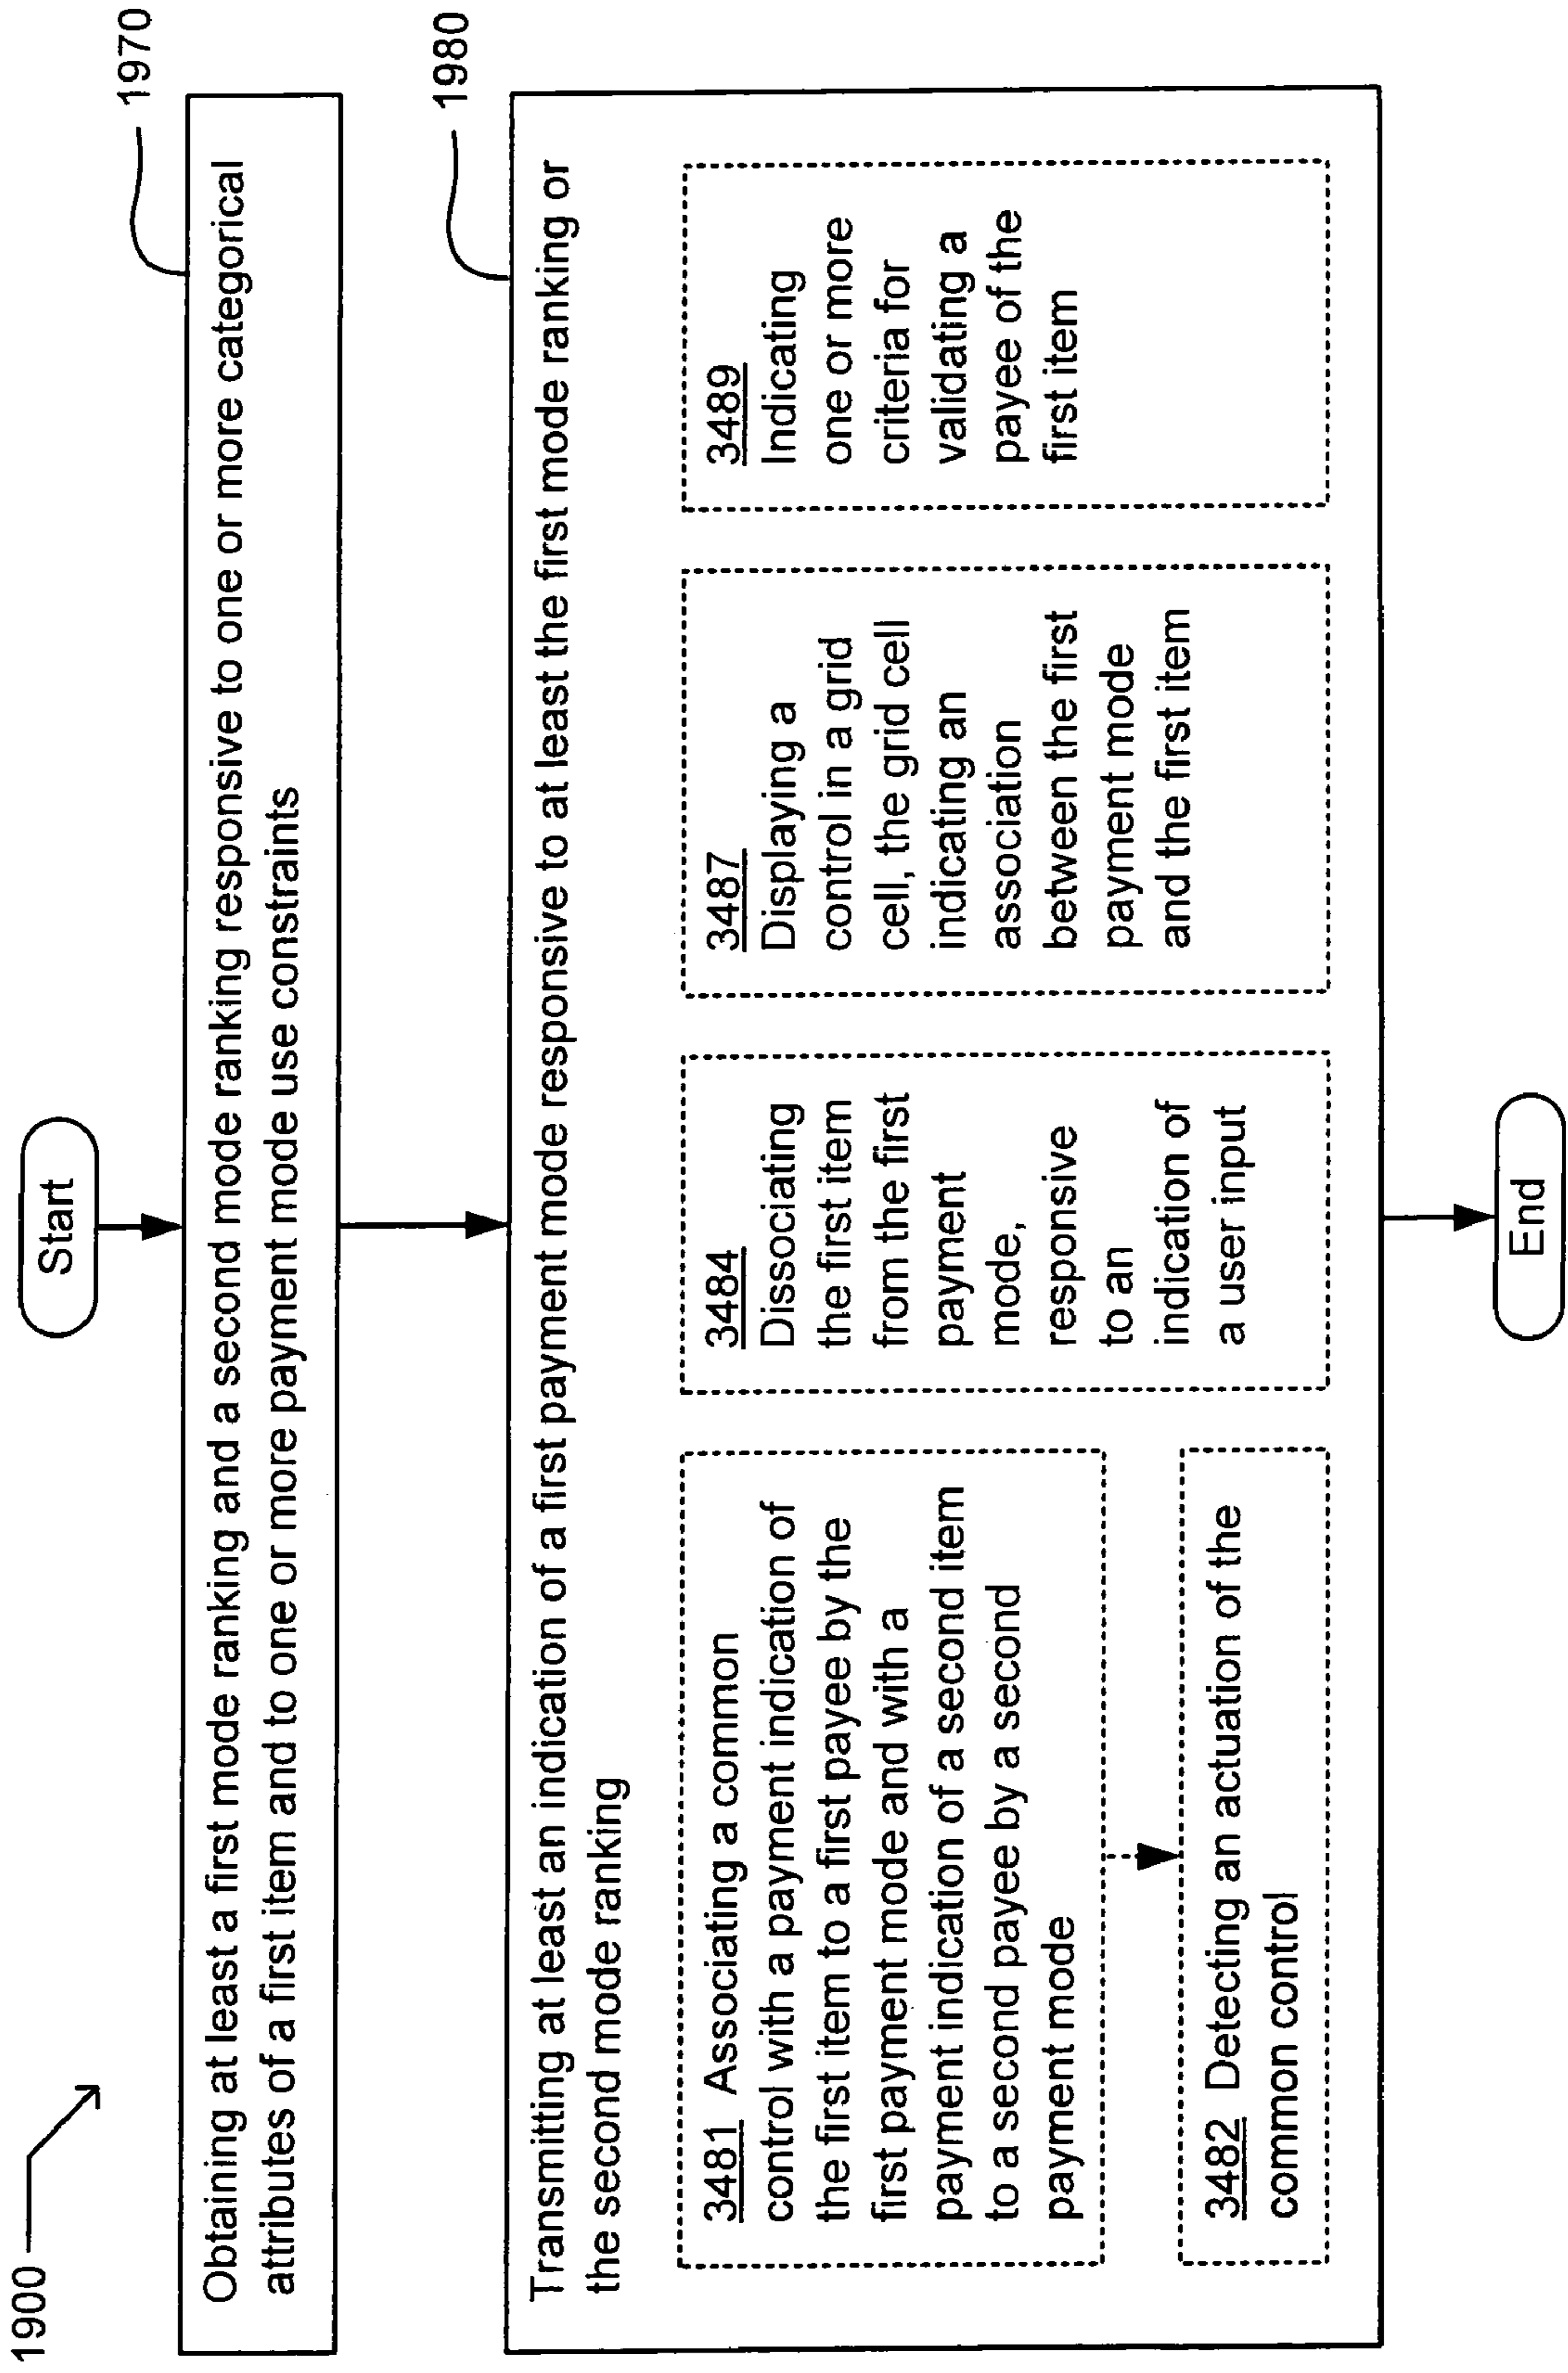 1900
Start
1970
Obtaining at least a first mode ranking and a second mode ranking responsive to one or more categorical
attributes of a first item and to one or more payment mode use constraints
1980
Transmitting at least an indication of a first payment mode responsive to at least the first mode ranking or
the second mode ranking
3481 Associating a common
control with a payment indication of
the first item to a first payee by the
first payment mode and with a
payment indication of a second item
to a second payee by a second
payment mode
3482 Detecting an actuation of the
common control
3484
Dissociating
the first item
from the first
payment
mode,
responsive
to an
indication of
a user input
3487
Displaying a
control in a grid
cell, the grid cell
indicating an
association
between the first
payment mode
and the first item
3489
Indicating
one or more
criteria for
validating a
payee of the
first item
End